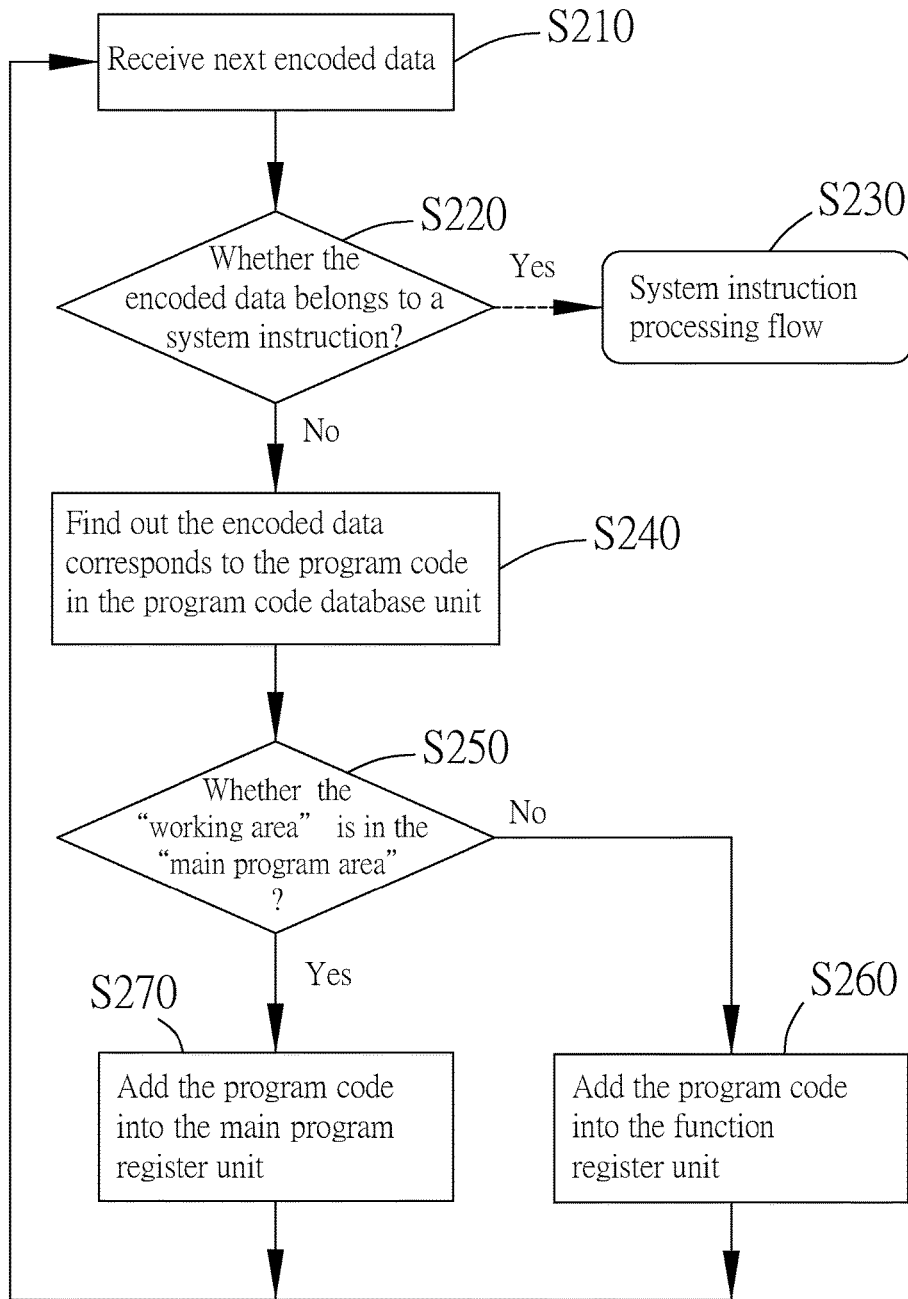 S210
Receive next encoded data
S220
Whether the
encoded data belongs to a
system instruction?
Yes
S230
System instruction
processing flow
No
Find out the encoded data
corresponds to the program code
in the program code database unit
S240
S250
Whether the
“working area” is in the
“main program area”
?
No
Yes
S270
Add the program code
into the main program
register unit
S260
Add the program code
into the function
register unit